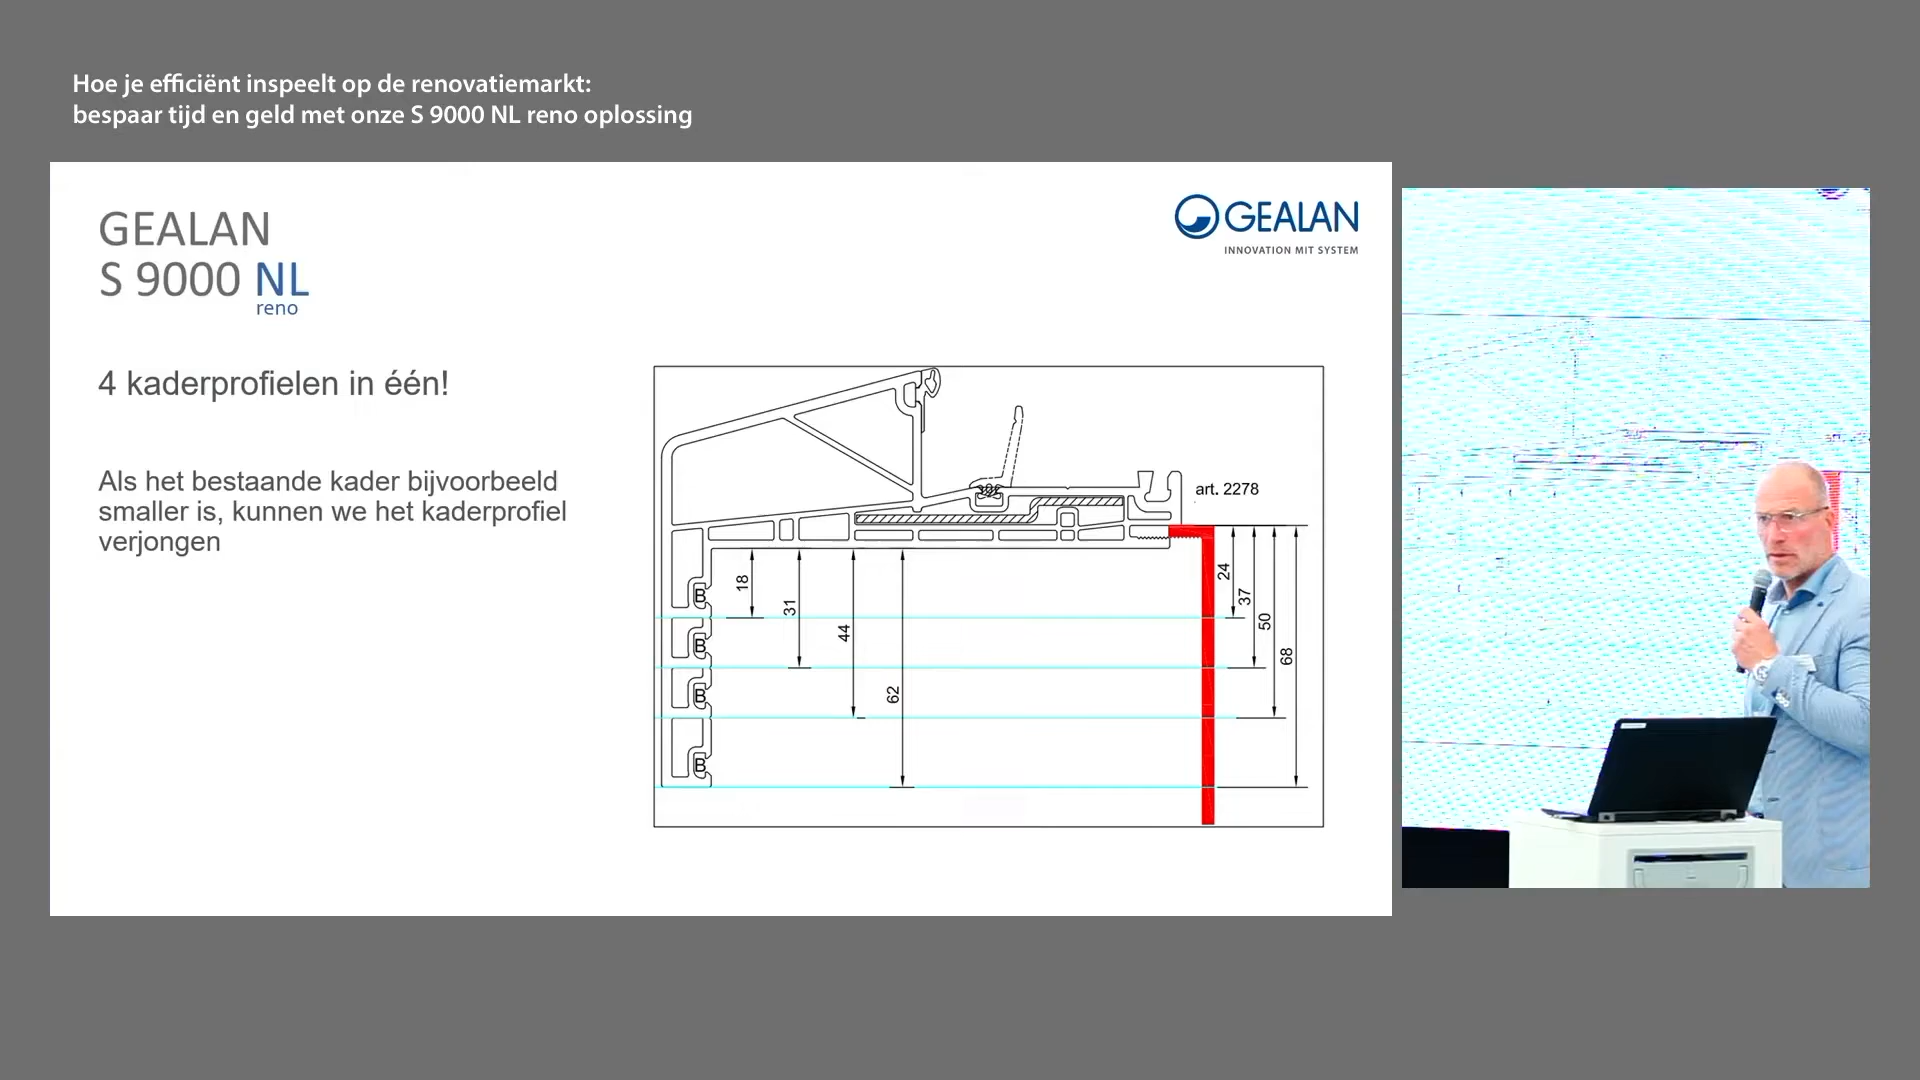 Hoe je efficiënt inspeelt op de renovatiemarkt:
bespaar tijd en geld met onze S 9000 NL reno oplossing
GEALAN
S 9000 NL
reno
GEALAN
INNOVATION MIT SYSTEM
4 kaderprofielen in één!
Als het bestaande kader bijvoorbeeld
smaller is, kunnen we het kaderprofiel
verjongen
art. 2278
B
B
B
B
18
31
44
62
24
37
50
68